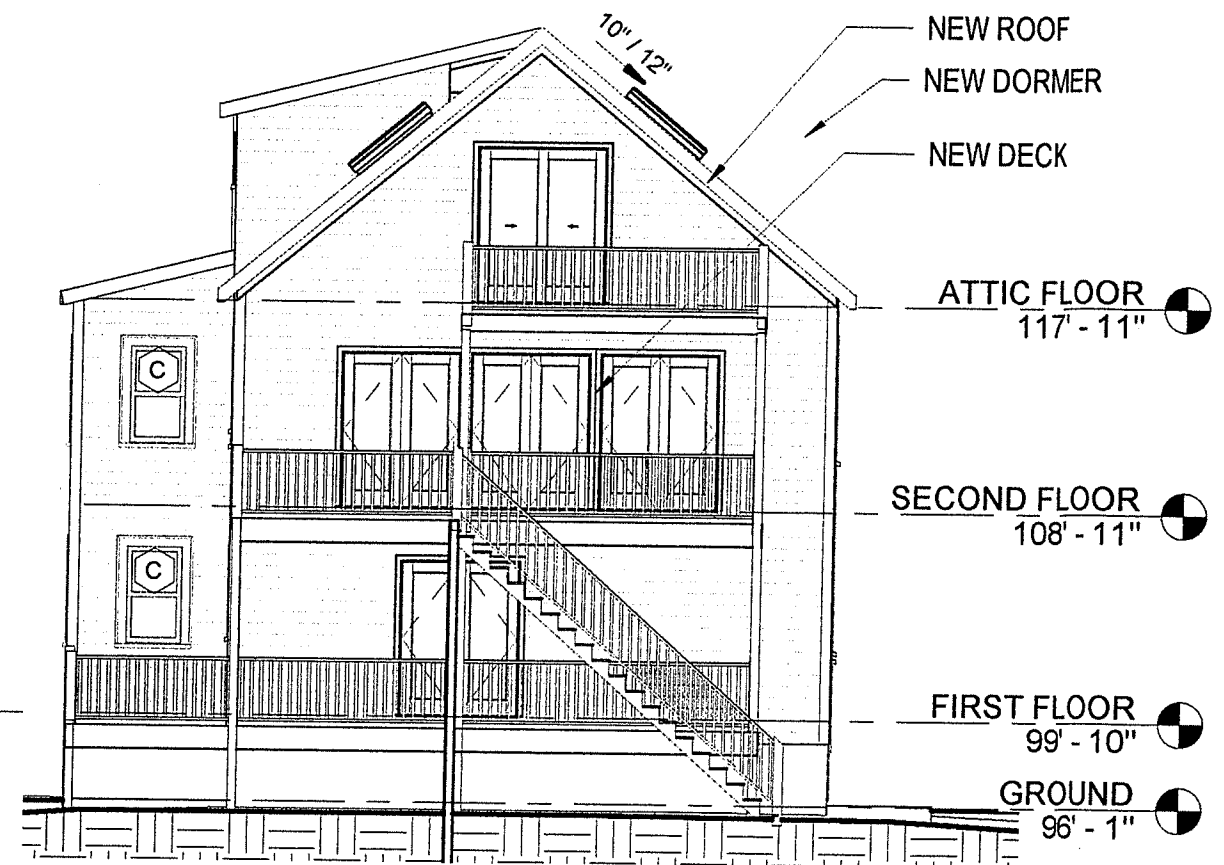 10" / 12"
NEW ROOF
NEW DORMER
NEW DECK
ATTIC FLOOR
117' - 11"
C
SECOND FLOOR
108' - 11"
C
FIRST FLOOR
99' - 10"
GROUND
96' - 1"